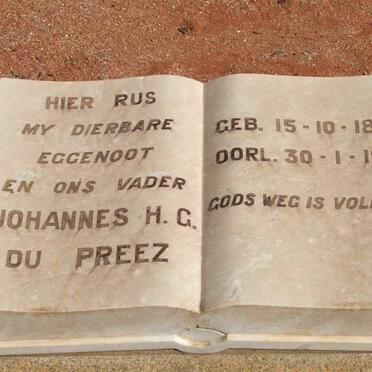 HIER RUS
MY DIERBARE
EGGENOOT
EN ONS VADER
JOHANNES H. G.
DU PREEZ
GEB. 15-10-18
OORL. 30-1-1
GODS WEG IS VOL